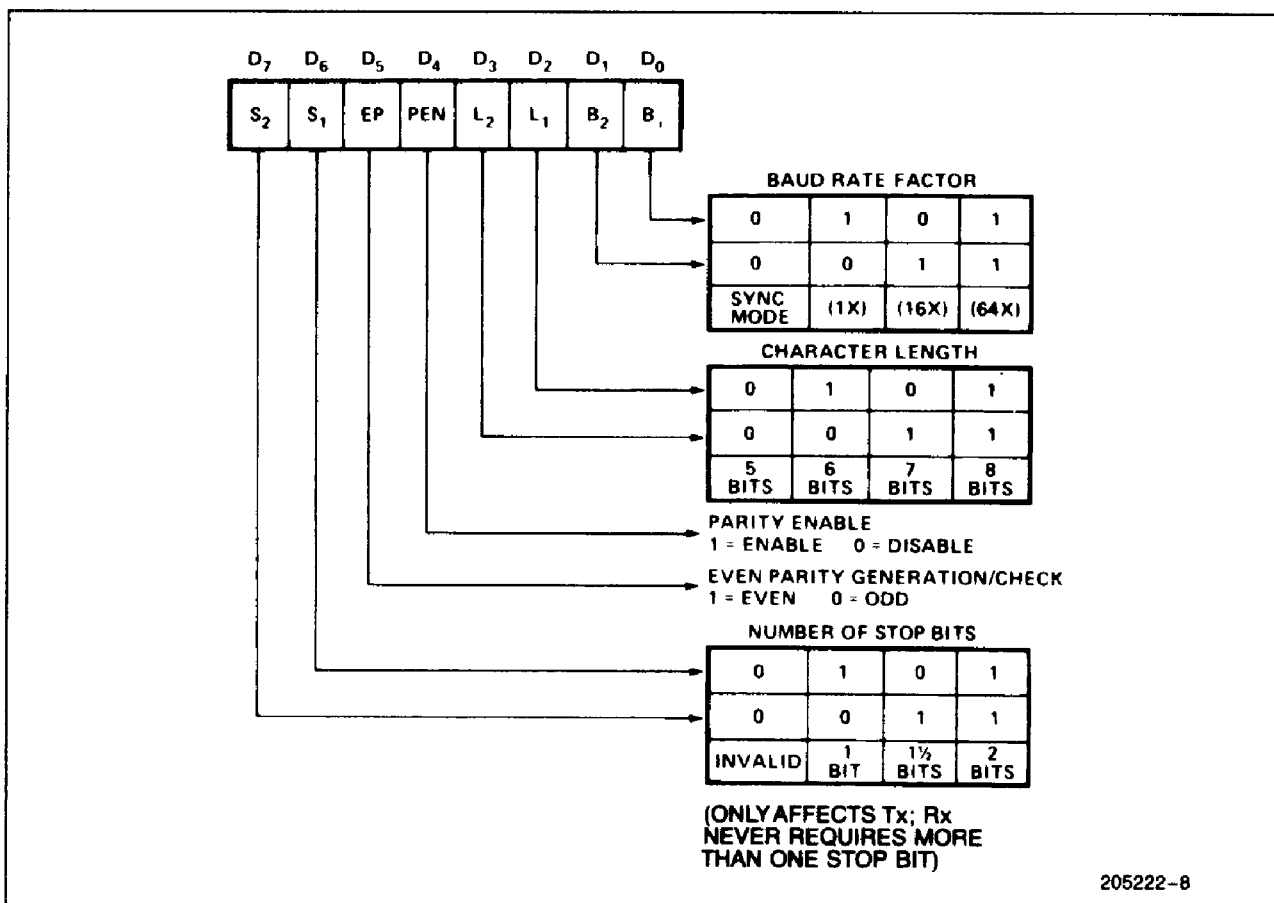 D7 D6 D5 D4 D3 D2 D1 D0
S2 S1 EP PEN L2 L1 B2 B1
BAUD RATE FACTOR
0 1 0 1
0 0 1 1
SYNC MODE (1X) (16X) (64X)
CHARACTER LENGTH
0 1 0 1
0 0 1 1
5 BITS 6 BITS 7 BITS 8 BITS
PARITY ENABLE
1 = ENABLE 0 = DISABLE
EVEN PARITY GENERATION/CHECK
1 = EVEN 0 = ODD
NUMBER OF STOP BITS
0 1 0 1
0 0 1 1
INVALID 1 BIT 1½ BITS 2 BITS
(ONLY AFFECTS Tx; Rx
NEVER REQUIRES MORE
THAN ONE STOP BIT)
205222-8